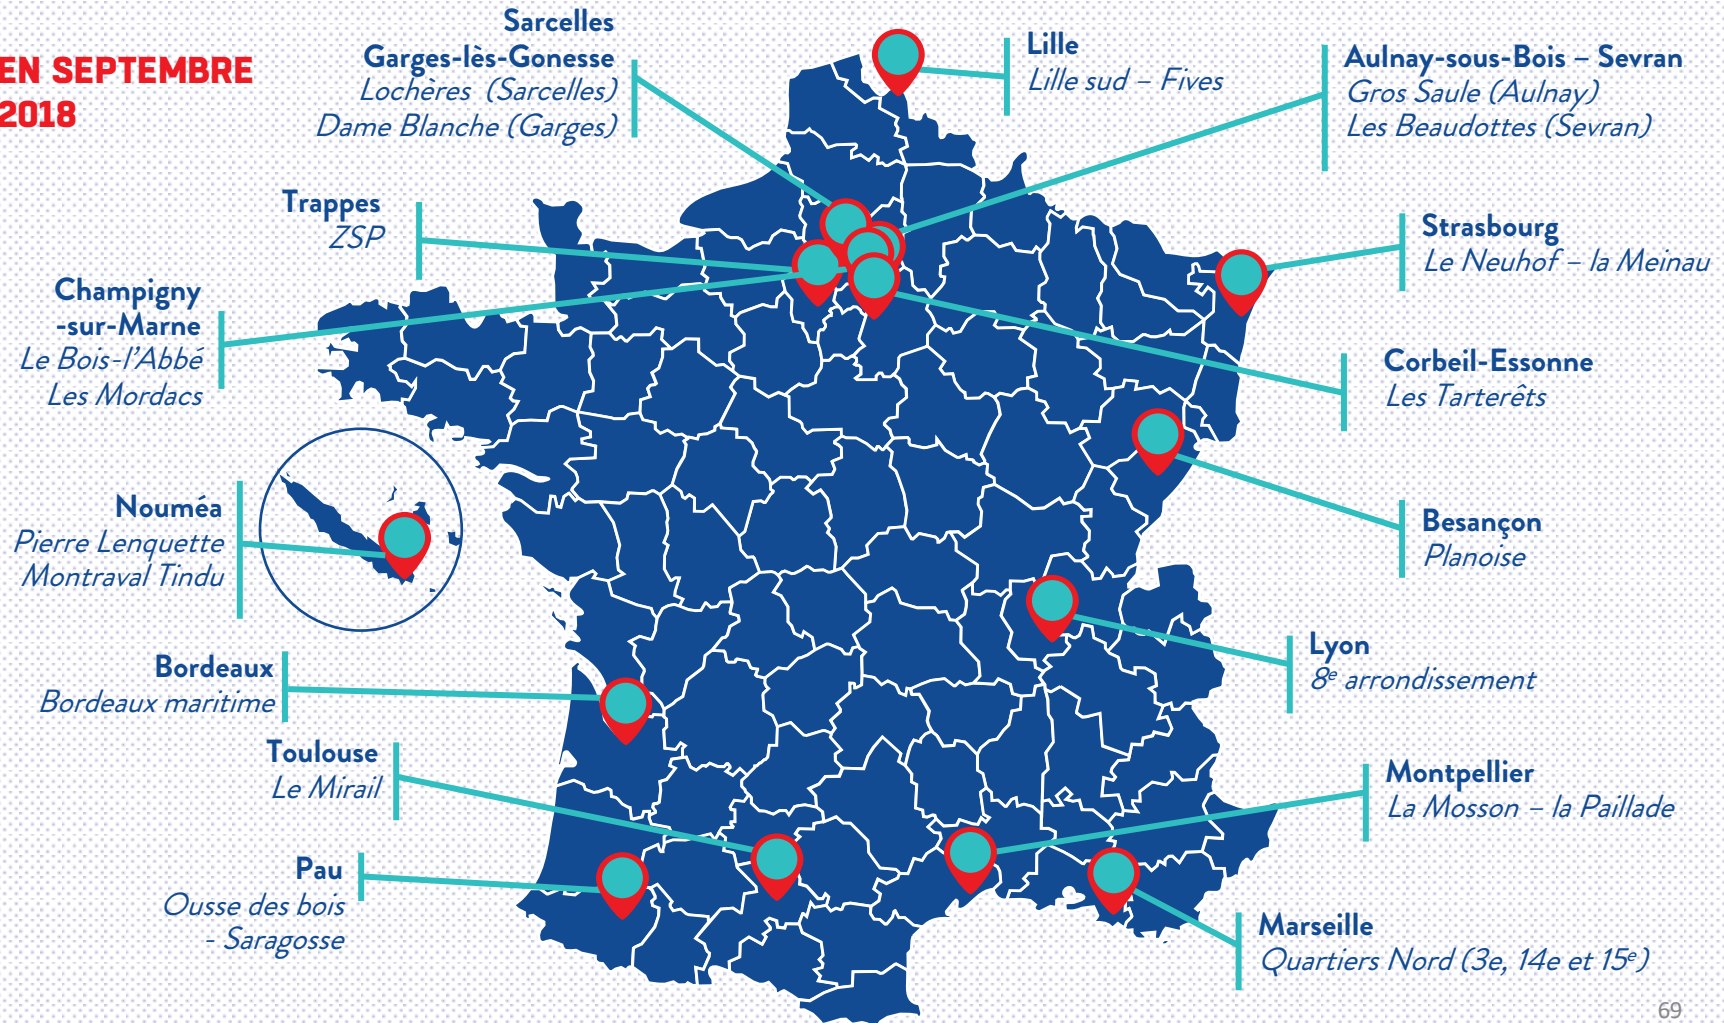 EN SEPTEMBRE
2018
Sarcelles
Garges-lès-Gonesse
Lochères (Sarcelles)
Dame Blanche (Garges)
Lille
Lille sud – Fives
Aulnay-sous-Bois – Sevran
Gros Saule (Aulnay)
Les Beaudottes (Sevran)
Trappes
ZSP
Strasbourg
Le Neuhof – la Meinau
Champigny
-sur-Marne
Le Bois-l'Abbé
Les Mordacs
Corbeil-Essonne
Les Tarterêts
Nouméa
Pierre Lenquette
Montraval Tindu
Besançon
Planoise
Lyon
8e arrondissement
Bordeaux
Bordeaux maritime
Toulouse
Le Mirail
Montpellier
La Mosson – la Paillade
Pau
Ousse des bois
- Saragosse
Marseille
Quartiers Nord (3e, 14e et 15e)
69